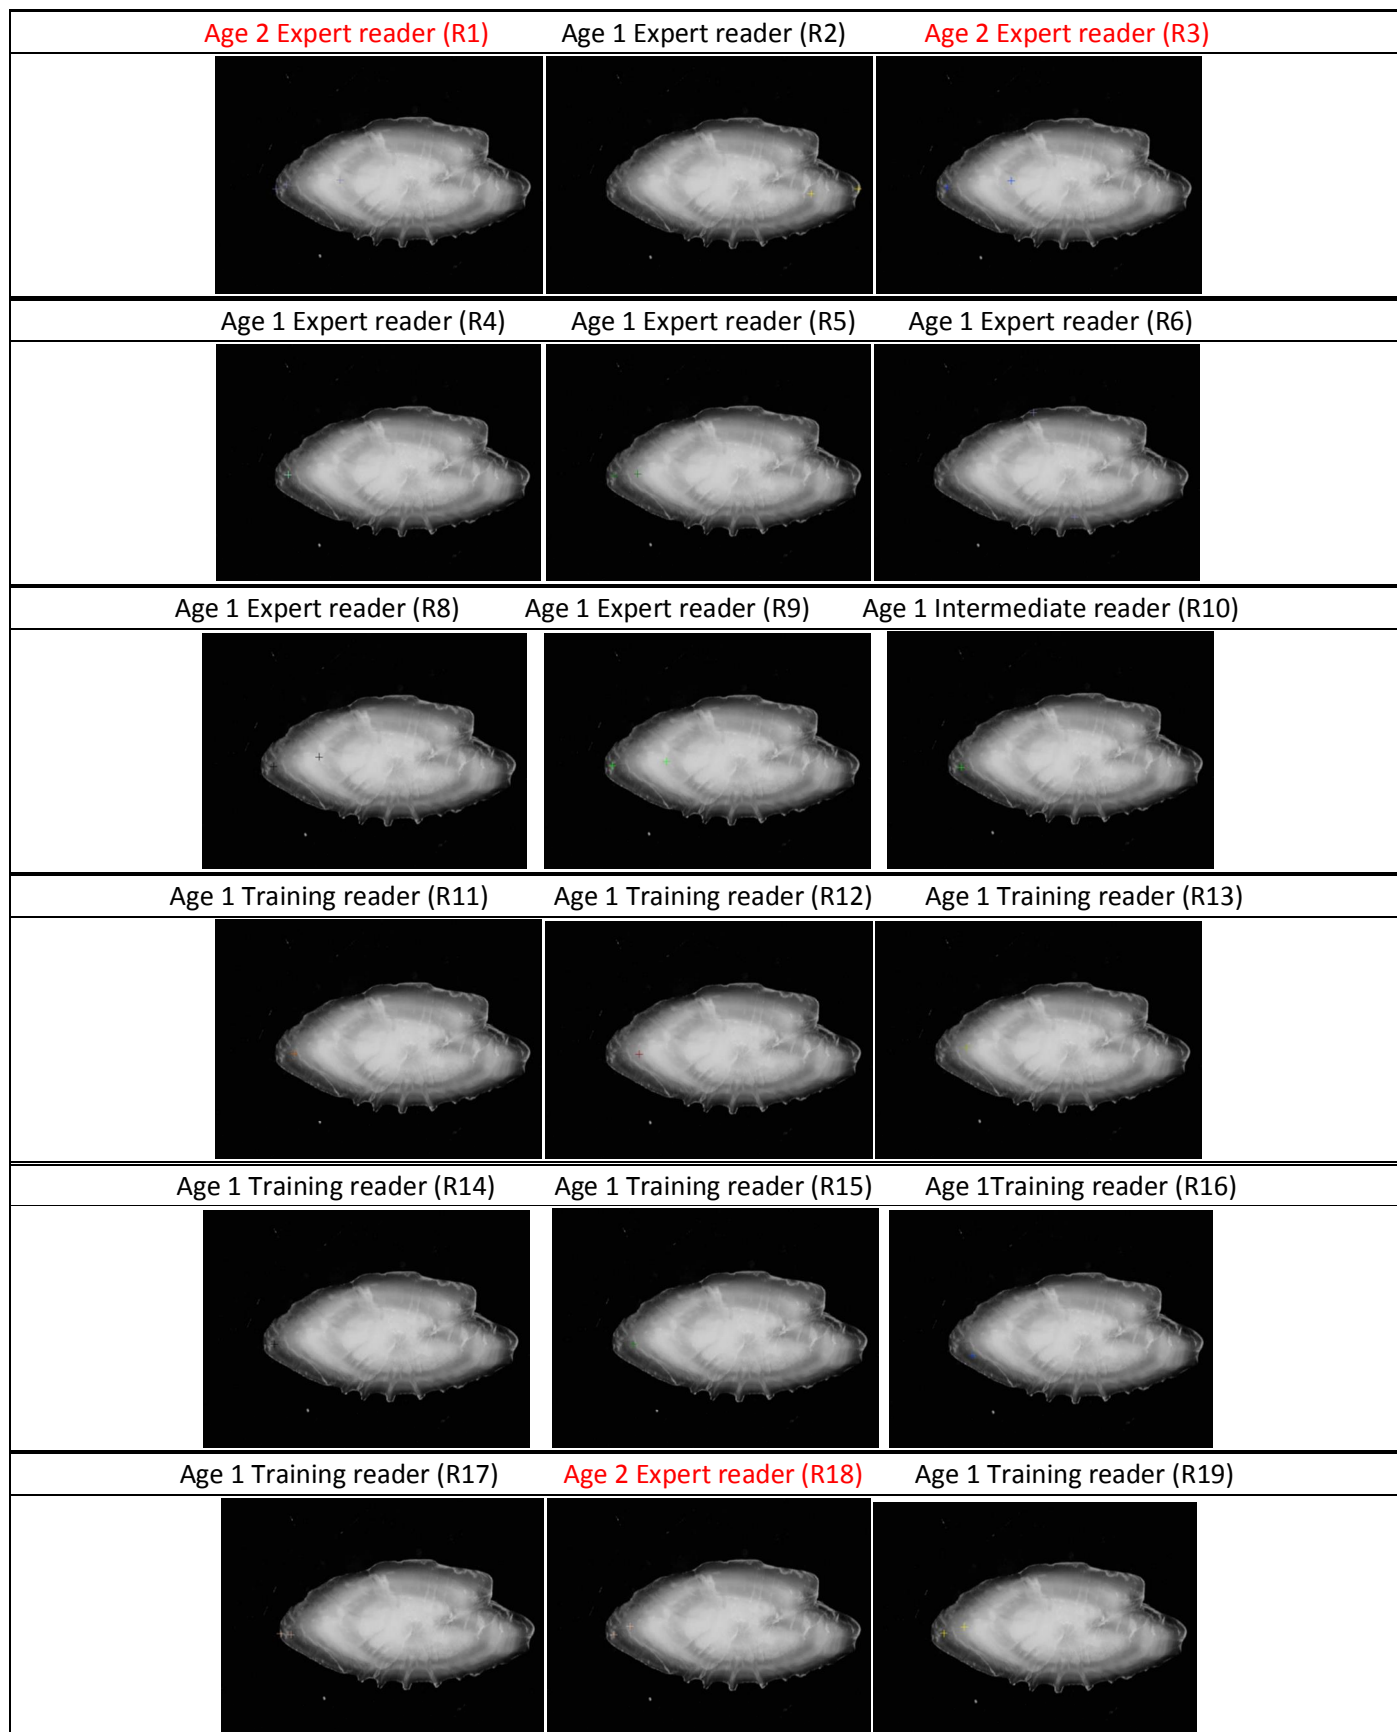 Age 2 Expert reader (R1) Age 1 Expert reader (R2) Age 2 Expert reader (R3)
Age 1 Expert reader (R4) Age 1 Expert reader (R5) Age 1 Expert reader (R6)
Age 1 Expert reader (R8) Age 1 Expert reader (R9) Age 1 Intermediate reader (R10)
Age 1 Training reader (R11) Age 1 Training reader (R12) Age 1 Training reader (R13)
Age 1 Training reader (R14) Age 1 Training reader (R15) Age 1Training reader (R16)
Age 1 Training reader (R17) Age 2 Expert reader (R18) Age 1 Training reader (R19)